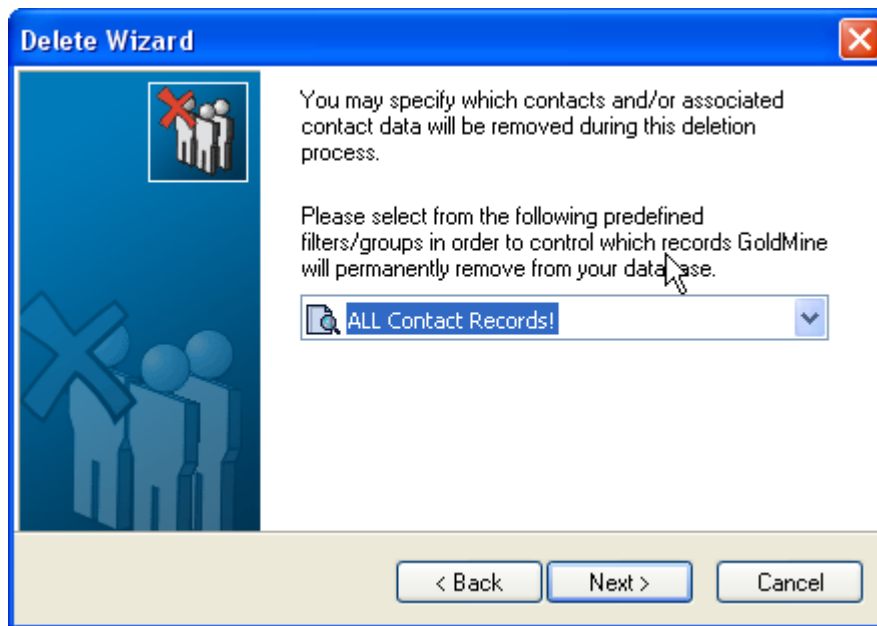 Delete Wizard
You may specify which contacts and/or associated
contact data will be removed during this deletion
process.
Please select from the following predefined
filters/groups in order to control which records GoldMine
will permanently remove from your database.
ALL Contact Records!
< Back Next > Cancel